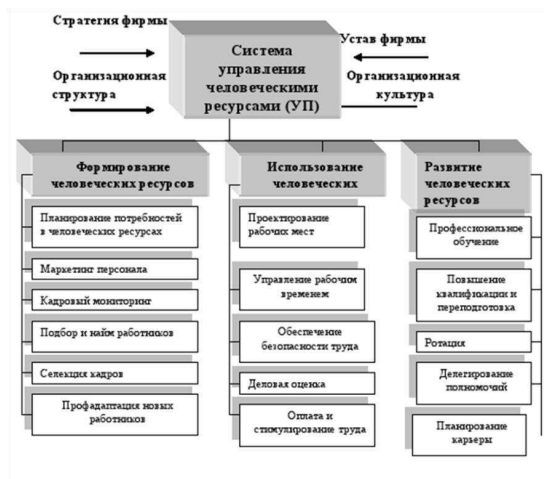 Стратегия фирмы
Организационная
структура
Система
управления
человеческими
ресурсами (УП)
Устав фирмы
Организационная
культура
Формирование
человеческих ресурсов
Планирование потребностей
в человеческих ресурсах
Маркетинг персонала
Кадровый мониторинг
Подбор и найм работников
Селекция кадров
Профадаптация новых
работников
Использование
человеческих
Проектирование
рабочих мест
Управление рабочим
временем
Обеспечение
безопасности труда
Деловая оценка
Оплата и
стимулирование труда
Развитие
человеческих
ресурсов
Профессиональное
обучение
Повышение
квалификации и
переподготовка
Ротация
Делегирование
полномочий
Планирование
карьеры